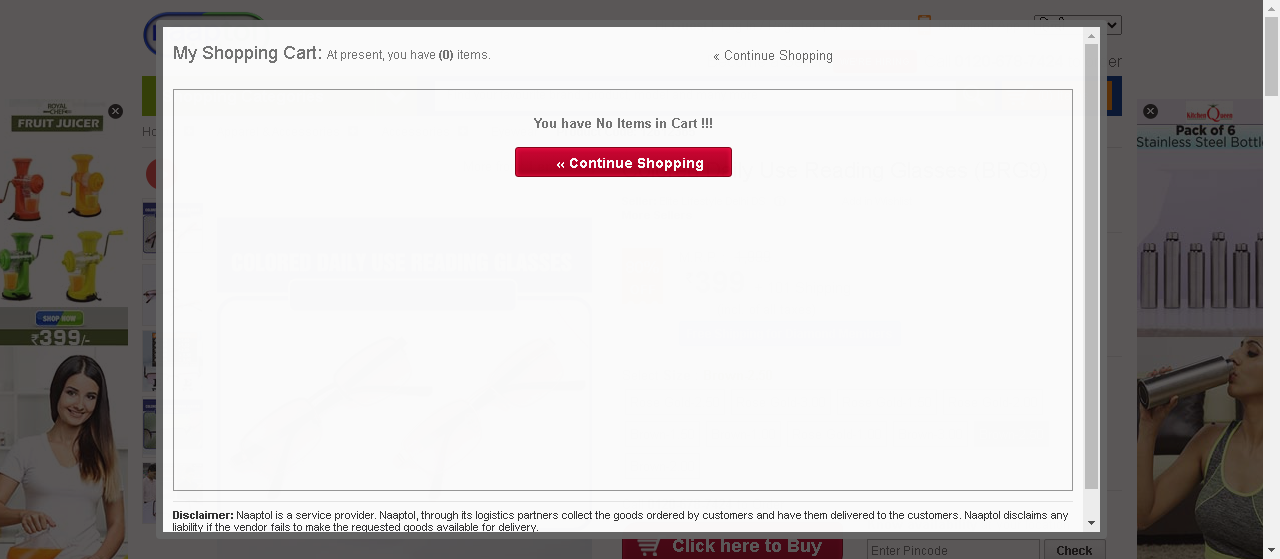 My Shopping Cart: At present, you have (0) items.
« Continue Shopping
You have No Items in Cart !!!
« Continue Shopping
Disclaimer: Naaptol is a service provider. Naaptol, through its logistics partners collect the goods ordered by customers and have them delivered to the customers. Naaptol disclaims any
liability if the vendor fails to make the requested goods available for delivery.
ROYAL
CHEF
FRUIT JUICER
SHOP NOW
₹399/-
Kitchen Queen
Pack of 6
Stainless Steel Bottl
Click here to Buy
Enter Pincode
Check